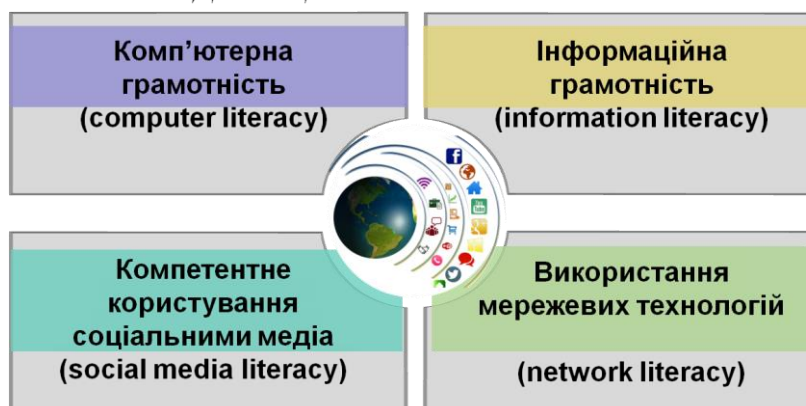 Комп’ютерна
грамотність
(computer literacy)
Інформаційна
грамотність
(information literacy)
Компетентне
користування
соціальними медіа
(social media literacy)
Використання
мережевих технологій
(network literacy)